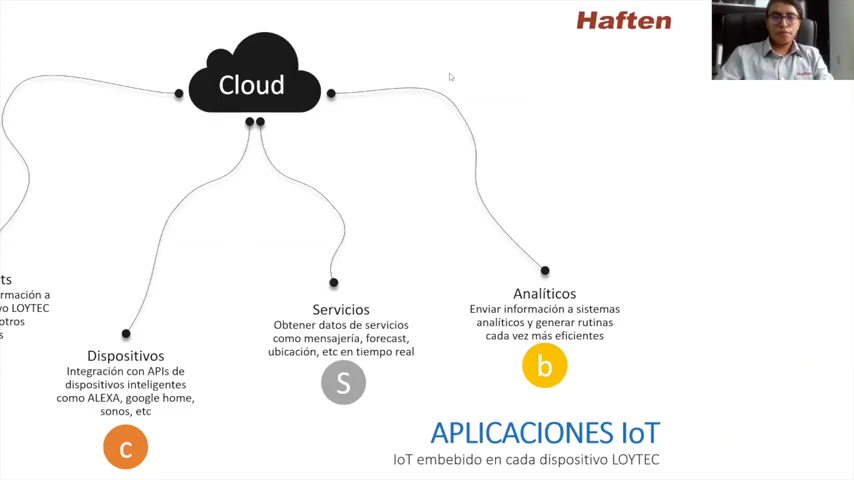 Haften
Cloud
ts
rmación a
vo LOYTEC
otros
s
Dispositivos
Integración con APIs de
dispositivos inteligentes
como ALEXA, google home,
sonos, etc
c
Servicios
Obtener datos de servicios
como mensajería, forecast,
ubicación, etc en tiempo real
S
Analíticos
Enviar información a sistemas
analíticos y generar rutinas
cada vez más eficientes
b
APLICACIONES IoT
IoT embebido en cada dispositivo LOYTEC